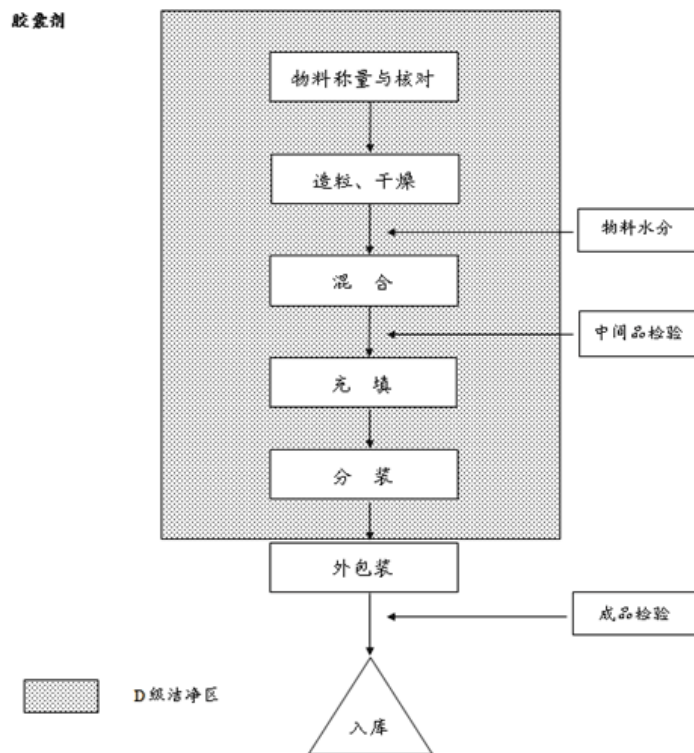 胶囊剂
物料称量与核对
造粒、干燥
物料水分
混 合
中间品检验
充 填
分 装
外包装
成品检验
D级洁净区
入库